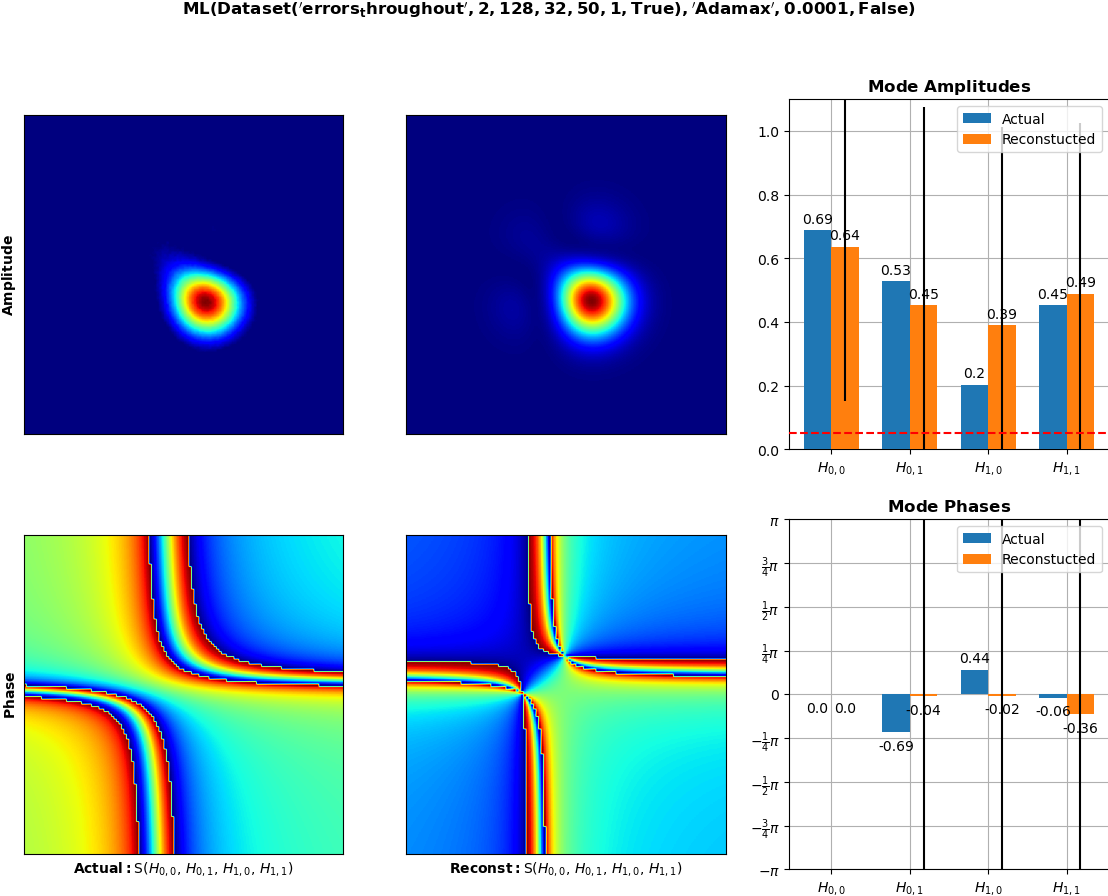 ML(Dataset('errors_throughout', 2, 128, 32, 50, 1, True), 'Adamax', 0.0001, False)
Amplitude
Mode Amplitudes
Actual
Reconstucted
1.0
0.8
0.6
0.4
0.2
0.0
0.69
0.64
0.53
0.45
0.2
0.39
0.45
0.49
H0,0
H0,1
H1,0
H1,1
Phase
Actual: S(H0,0, H0,1, H1,0, H1,1)
Reconst: S(H0,0, H0,1, H1,0, H1,1)
Mode Phases
Actual
Reconstucted
π
3/4π
1/2π
1/4π
0
−1/4π
−1/2π
−3/4π
−π
0.0
0.0
-0.69
-0.04
0.44
-0.02
-0.06
-0.36
H0,0
H0,1
H1,0
H1,1